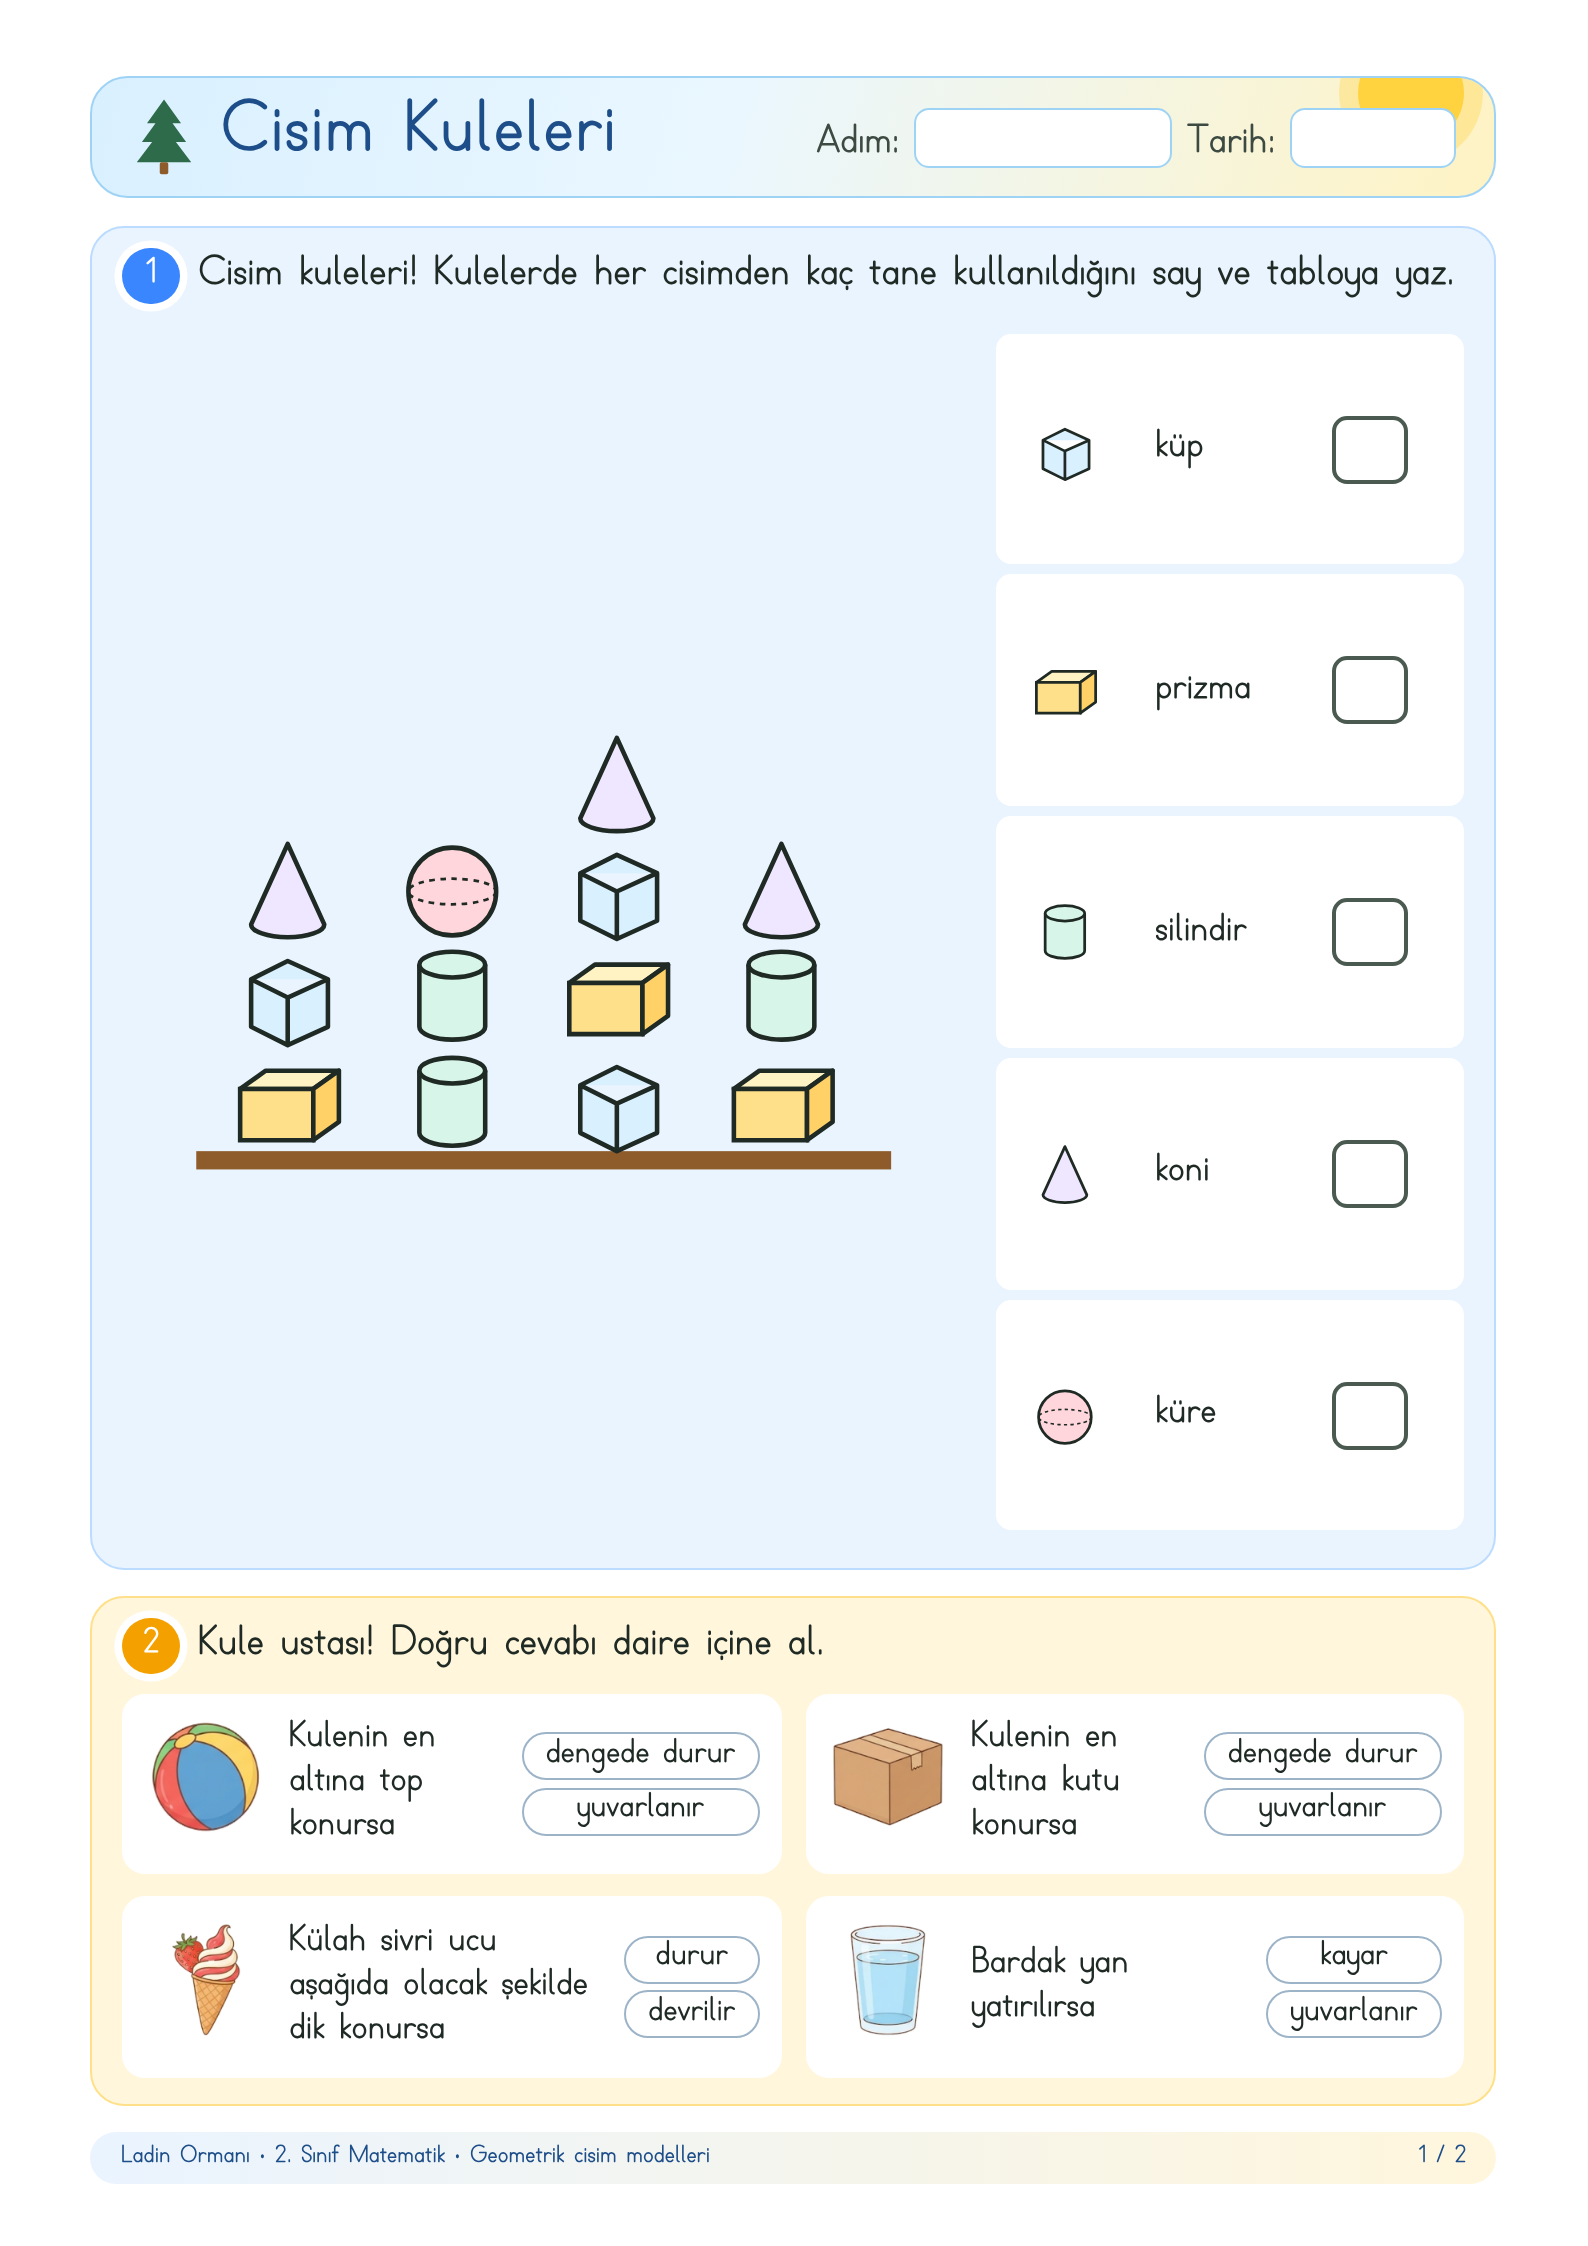 Cisim Kuleleri
Adım:
Tarih:
1
Cisim kuleleri! Kulelerde her cisimden kaç tane kullanıldığını say ve tabloya yaz.
küp
prizma
silindir
koni
küre
2
Kule ustası! Doğru cevabı daire içine al.
Kulenin en
altına top
konursa
dengede durur
yuvarlanır
Kulenin en
altına kutu
konursa
dengede durur
yuvarlanır
Külah sivri ucu
aşağıda olacak şekilde
dik konursa
durur
devrilir
Bardak yan
yatırılırsa
kayar
yuvarlanır
Ladin Ormanı • 2. Sınıf Matematik • Geometrik cisim modelleri
1 / 2